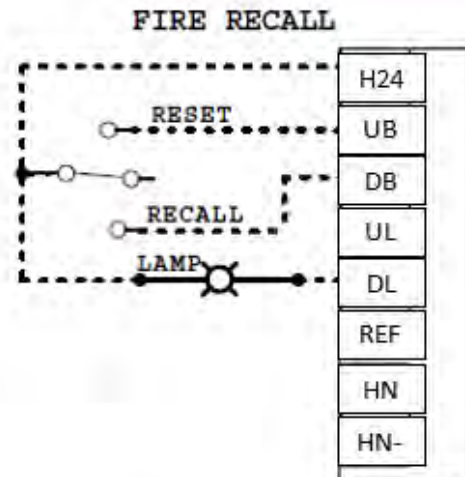 FIRE RECALL
H24
RESET
UB
DB
RECALL
UL
LAMP
DL
REF
HN
HN-